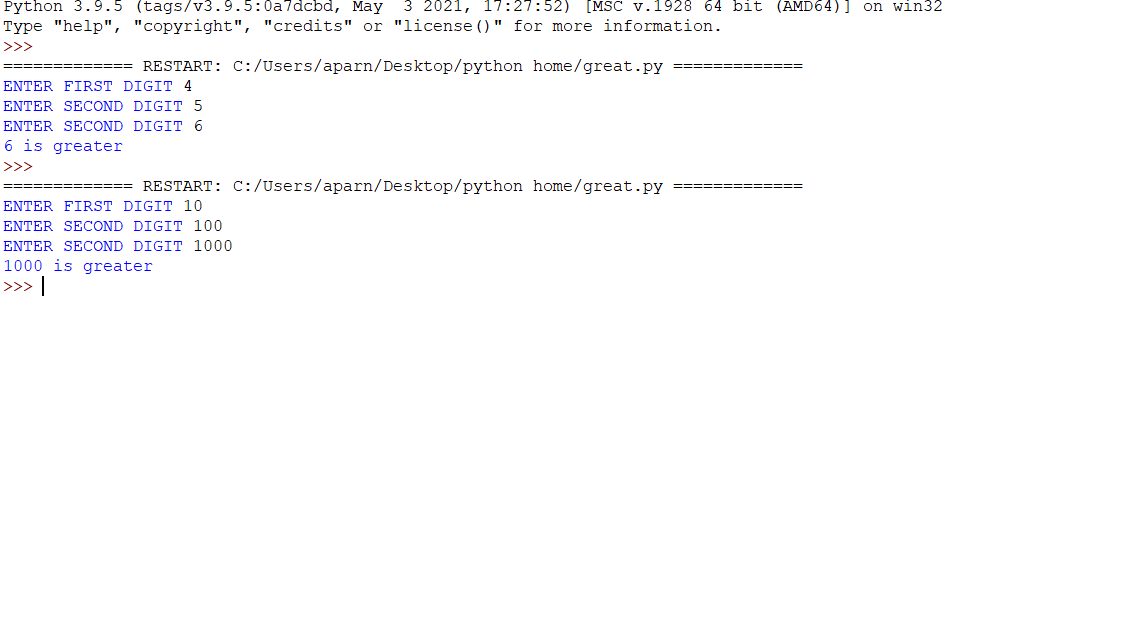 Python 3.9.5 (tags/v3.9.5:0a7dcbd, May  3 2021, 17:27:52) [MSC v.1928 64 bit (AMD64)] on win32
Type "help", "copyright", "credits" or "license()" for more information.
>>>
============= RESTART: C:/Users/aparn/Desktop/python home/great.py =============
ENTER FIRST DIGIT 4
ENTER SECOND DIGIT 5
ENTER SECOND DIGIT 6
6 is greater
>>>
============= RESTART: C:/Users/aparn/Desktop/python home/great.py =============
ENTER FIRST DIGIT 10
ENTER SECOND DIGIT 100
ENTER SECOND DIGIT 1000
1000 is greater
>>>